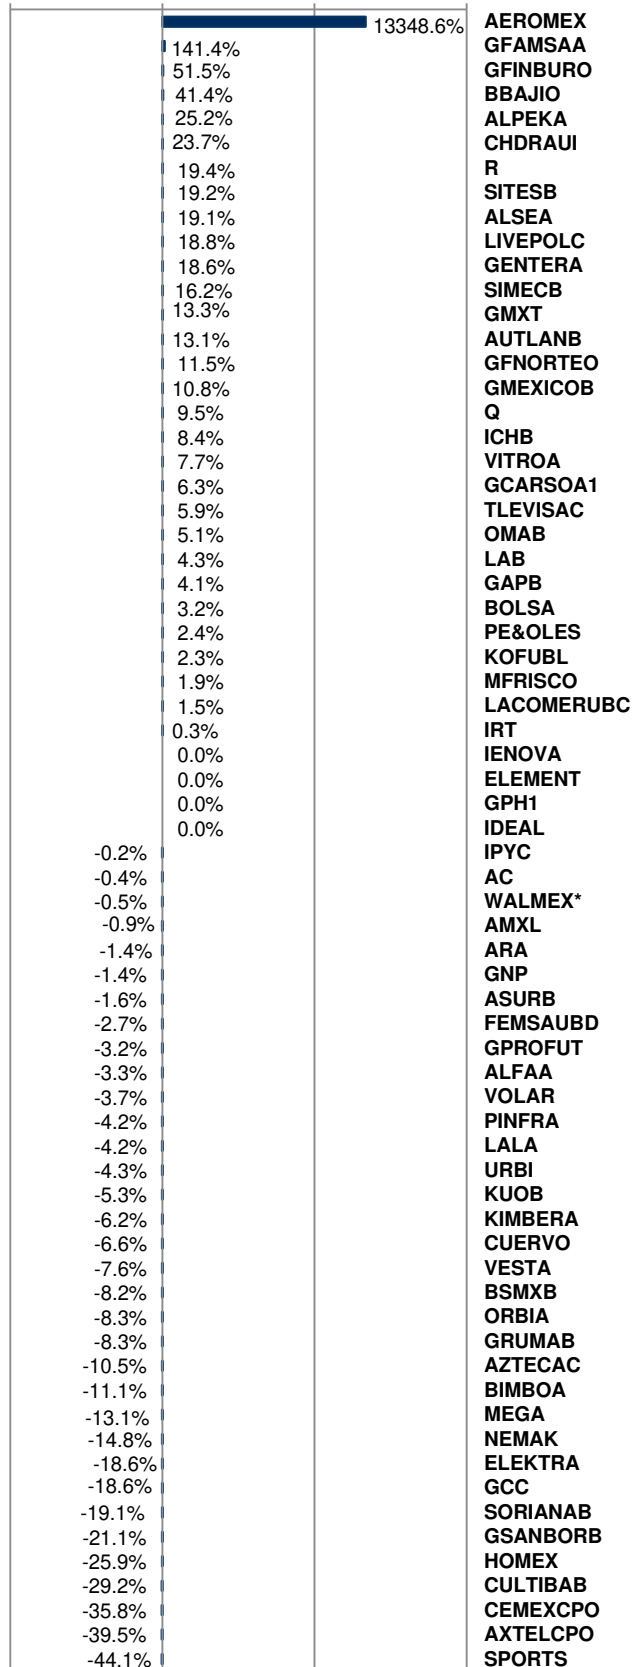 13348.6% AEROMEX
141.4% GFAMSAA
51.5% GFINBURO
41.4% BBAJIO
25.2% ALPEKA
23.7% CHDRAUI
19.4% R
19.2% SITESB
19.1% ALSEA
18.8% LIVEPOLC
18.6% GENTERA
16.2% SIMECB
13.3% GMXT
13.1% AUTLANB
11.5% GFNORTEO
10.8% GMEXICOB
9.5% Q
8.4% ICHB
7.7% VITROA
6.3% GCARSOA1
5.9% TLEVISAC
5.1% OMAB
4.3% LAB
4.1% GAPB
3.2% BOLSA
2.4% PE&OLES
2.3% KOFUBL
1.9% MFRISCO
1.5% LACOMERUBC
0.3% IRT
0.0% IENOVA
0.0% ELEMENT
0.0% GPH1
0.0% IDEAL
-0.2% IPYC
-0.4% AC
-0.5% WALMEX*
-0.9% AMXL
-1.4% ARA
-1.4% GNP
-1.6% ASURB
-2.7% FEMSAUBD
-3.2% GPROFUT
-3.3% ALFAA
-3.7% VOLAR
-4.2% PINFRA
-4.2% LALA
-4.3% URBI
-5.3% KUOB
-6.2% KIMBERA
-6.6% CUERVO
-7.6% VESTA
-8.2% BSMXB
-8.3% ORBIA
-8.3% GRUMAB
-10.5% AZTECAC
-11.1% BIMBOA
-13.1% MEGA
-14.8% NEMAK
-18.6% ELEKTRA
-18.6% GCC
-19.1% SORIANAB
-21.1% GSANBORB
-25.9% HOMEX
-29.2% CULTIBAB
-35.8% CEMEXCPO
-39.5% AXTELCPO
-44.1% SPORTS